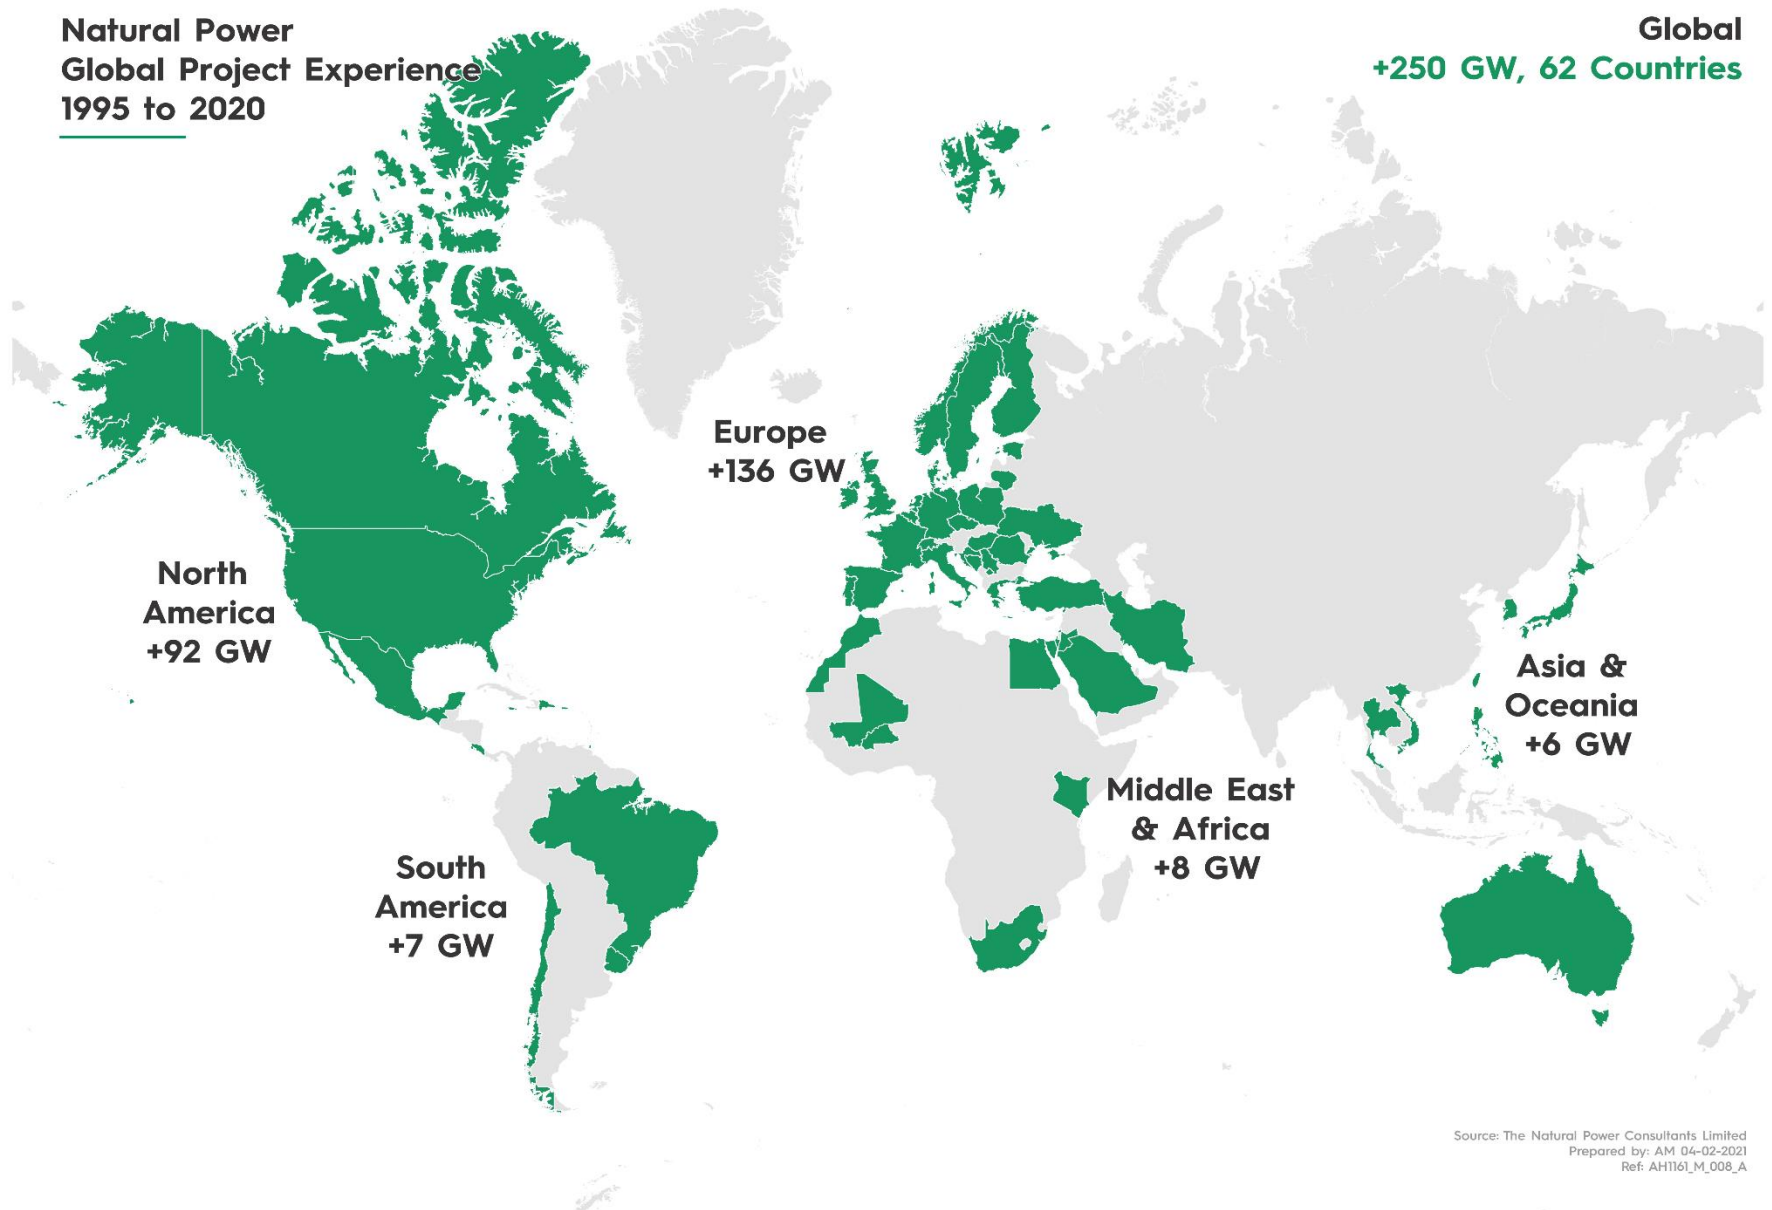 Natural Power
Global Project Experience
1995 to 2020
Global
+250 GW, 62 Countries
Europe
+136 GW
North
America
+92 GW
Asia &
Oceania
+6 GW
Middle East
& Africa
+8 GW
South
America
+7 GW
Source: The Natural Power Consultants Limited
Prepared by: AM 04-02-2021
Ref: AH1161_M_008_A